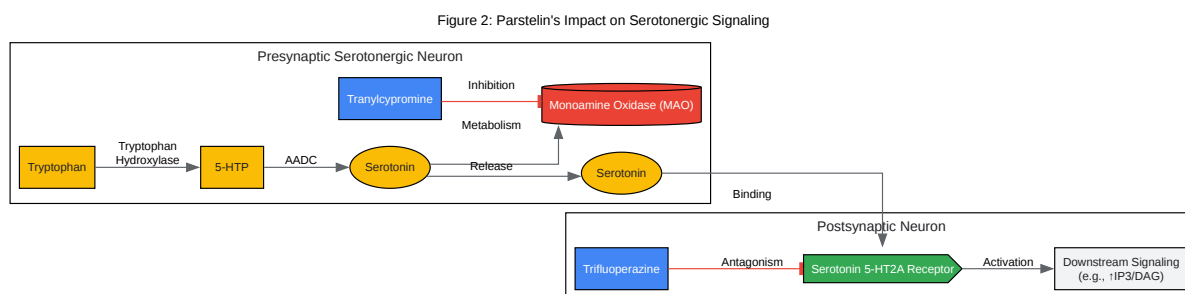 Figure 2: Parstelin's Impact on Serotonergic Signaling
Presynaptic Serotonergic Neuron
Tranylcypromine
Inhibition
Monoamine Oxidase (MAO)
Metabolism
Tryptophan
Tryptophan
Hydroxylase
5-HTP
AADC
Serotonin
Release
Serotonin
Binding
Postsynaptic Neuron
Trifluoperazine
Antagonism
Serotonin 5-HT2A Receptor
Activation
Downstream Signaling
(e.g., ↑IP3/DAG)